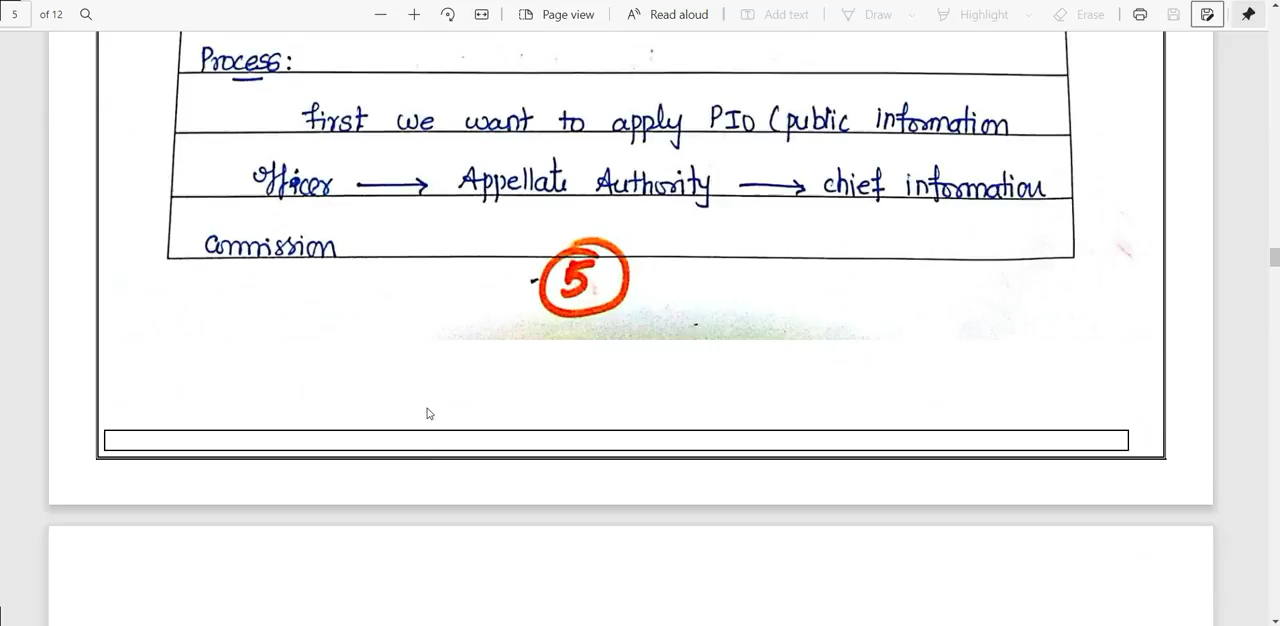 5 of 12 Page view Read aloud Add text Draw Highlight Erase
Process:
first we want to apply PIO (public information
officer → Appellate Authority → chief information
commission
5